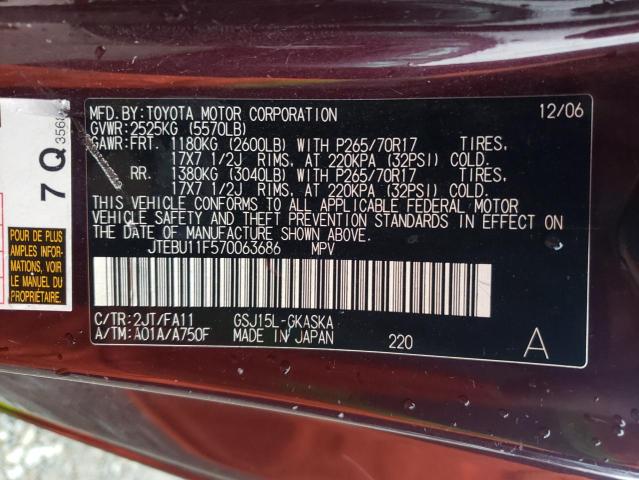 MFD.BY:TOYOTA MOTOR CORPORATION 12/06
GVWR:2525KG (5570LB)
GAWR:FRT. 1180KG (2600LB) WITH P265/70R17 TIRES,
17X7 1/2J RIMS, AT 220KPA (32PSI) COLD.
RR. 1380KG (3040LB) WITH P265/70R17 TIRES,
17X7 1/2J RIMS, AT 220KPA (32PSI) COLD.
THIS VEHICLE CONFORMS TO ALL APPLICABLE FEDERAL MOTOR
VEHICLE SAFETY AND THEFT PREVENTION STANDARDS IN EFFECT ON
THE DATE OF MANUFACTURE SHOWN ABOVE.
JTEBU11F570063686 MPV
C/TR:2JT/FA11 GSJ15L-GKASKA
A/TM:A01A/A750F MADE IN JAPAN 220 A
7 Q
POUR DE PLUS
AMPLES
INFORMATIONS,
VOIR LE GUIDE
DU MANUEL DU
PROPRIÉTAIRE.